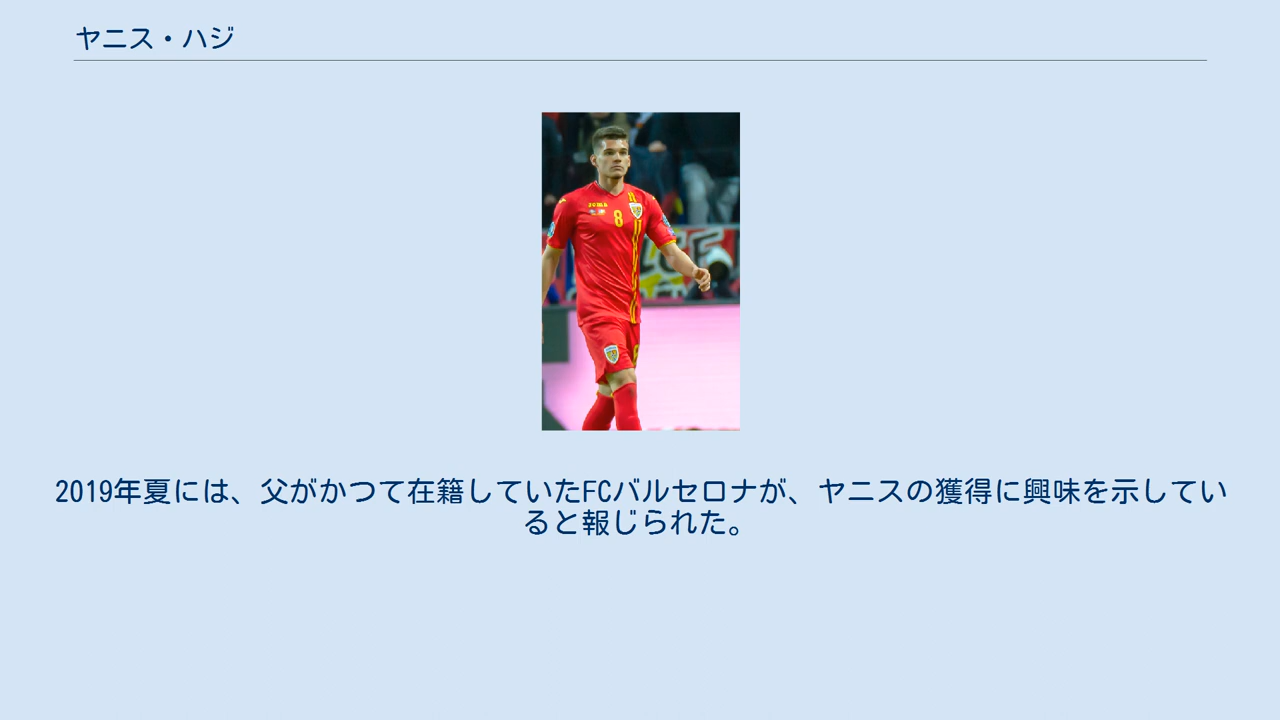 ヤニス・ハジ
JOMA
8
2019年夏には、父がかつて在籍していたFCバルセロナが、ヤニスの獲得に興味を示してい
ると報じられた。